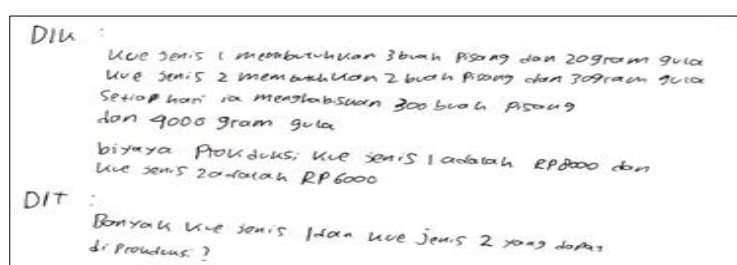 DIK :
kue jenis 1 membutuhkan 3 buah pisang dan 20 gram gula
kue jenis 2 membutuhkan 2 buah pisang dan 30 gram gula
Setiap hari ia menghabiskan 300 buah pisang
dan 4000 gram gula
biyaya Produksi kue jenis 1 adalah RP8000 dan
kue jenis 2 adalah RP6000
DIT :
Banyak kue jenis 1 dan kue jenis 2 yang dapat
di Produksi ?